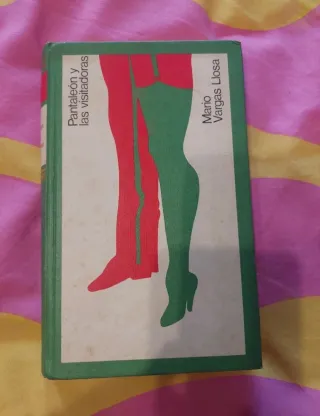 Pantaleón y
las visitadoras
Mario
Vargas Llosa